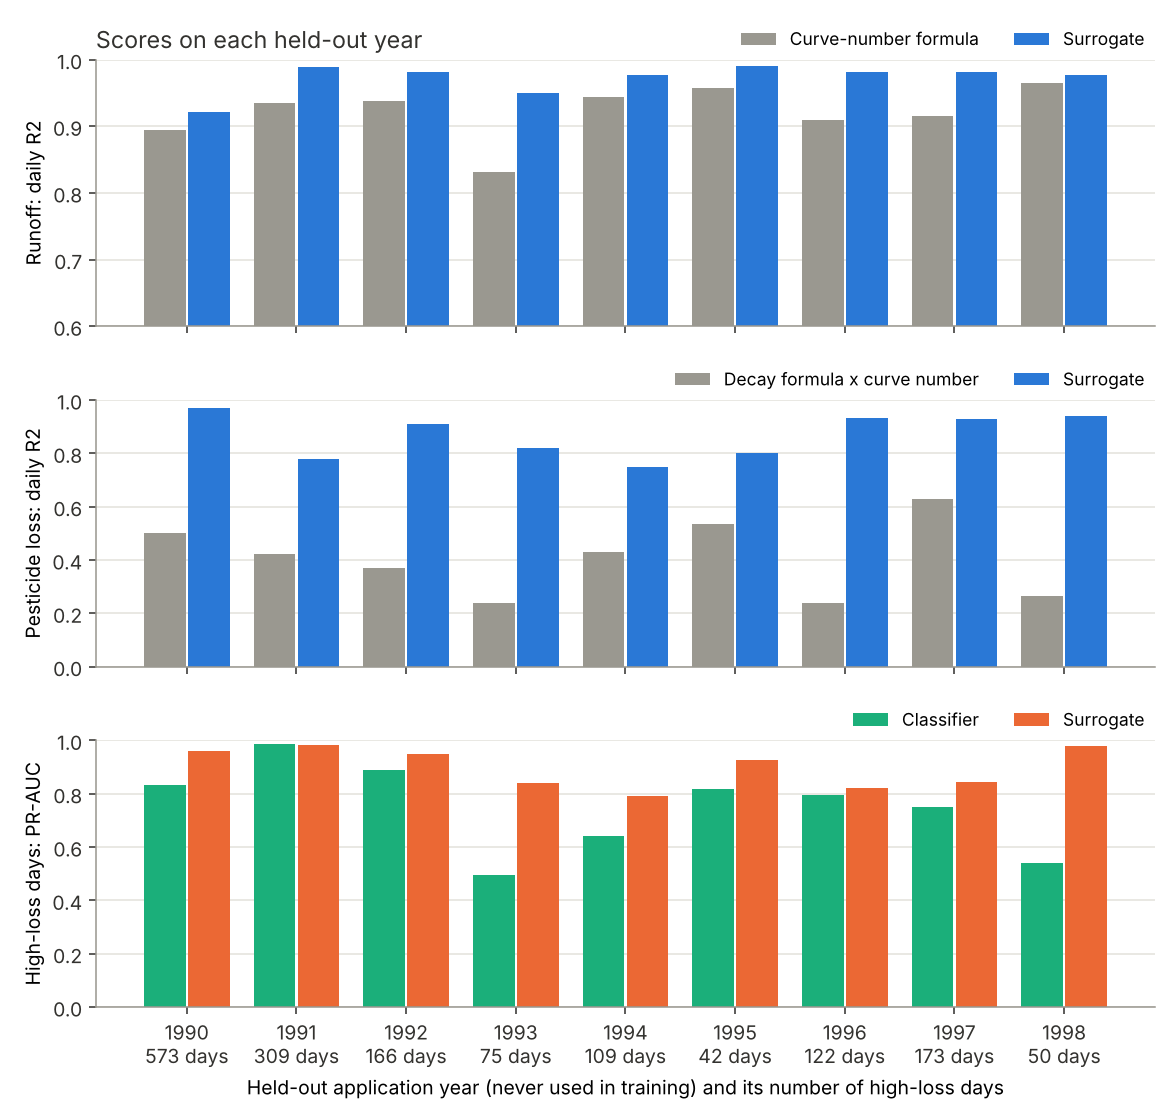 Scores on each held-out year
Curve-number formula
Surrogate
Runoff: daily R2
1.0
0.9
0.8
0.7
0.6
Decay formula x curve number
Surrogate
Pesticide loss: daily R2
1.0
0.8
0.6
0.4
0.2
0.0
Classifier
Surrogate
High-loss days: PR-AUC
1.0
0.8
0.6
0.4
0.2
0.0
1990 1991 1992 1993 1994 1995 1996 1997 1998
573 days 309 days 166 days 75 days 109 days 42 days 122 days 173 days 50 days
Held-out application year (never used in training) and its number of high-loss days